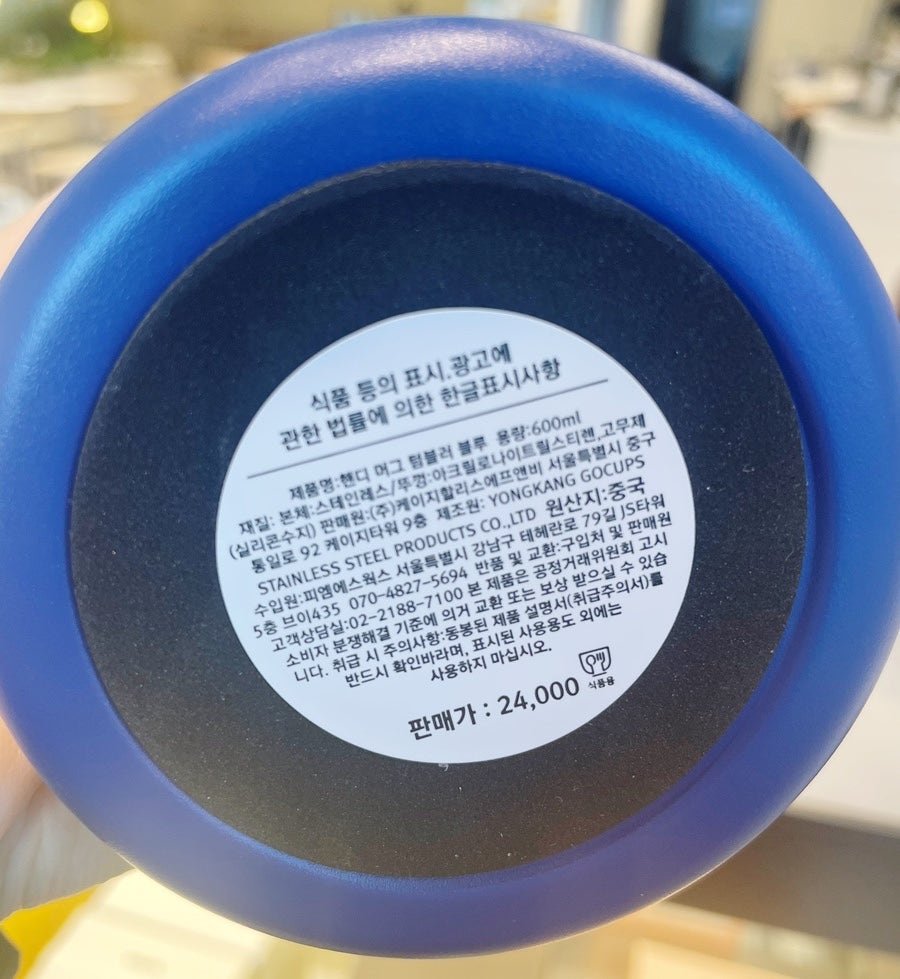 식품 등의 표시.광고에
관한 법률에 의한 한글표시사항
제품명:핸디 머그 텀블러 블루 용량:600ml
재질: 본체:스테인레스/뚜껑:아크릴로나이트릴스티렌,고무제
(실리콘수지) 판매원:(주)케이지할리스에프앤비 서울특별시 중구
통일로 92 케이지타워 9층 제조원: YONGKANG GOCUPS
STAINLESS STEEL PRODUCTS CO.,LTD 원산지:중국
수입원:피엠에스웍스 서울특별시 강남구 테헤란로 79길 JS타워
5층 브이435 070-4827-5694 반품 및 교환:구입처 및 판매원
고객상담실:02-2188-7100 본 제품은 공정거래위원회 고시
소비자 분쟁해결 기준에 의거 교환 또는 보상 받으실 수 있습
니다. 취급 시 주의사항:동봉된 제품 설명서(취급주의서)를
반드시 확인바라며, 표시된 사용용도 외에는
사용하지 마십시오.
식품용
판매가 : 24,000